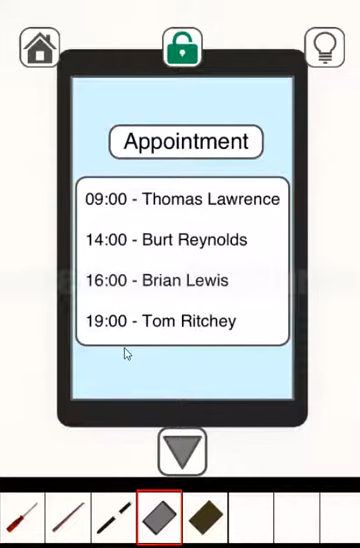 Appointment
09:00 - Thomas Lawrence
14:00 - Burt Reynolds
16:00 - Brian Lewis
19:00 - Tom Ritchey